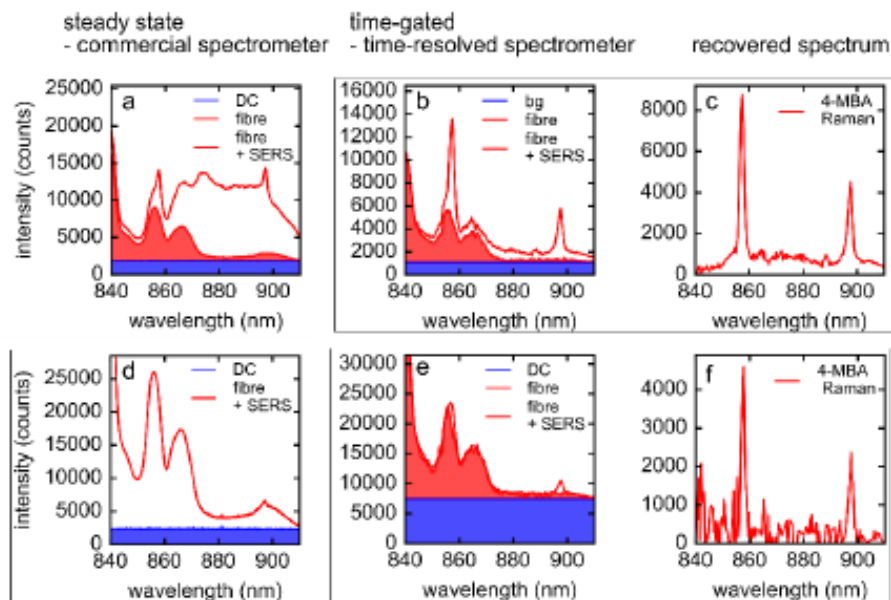 steady state
- commercial spectrometer
time-gated
- time-resolved spectrometer
recovered spectrum
intensity (counts)
25000
20000
15000
10000
5000
0
a
DC
fibre
fibre
+ SERS
840 860 880 900
wavelength (nm)
16000
14000
12000
10000
8000
6000
4000
2000
0
b
bg
fibre
fibre
+ SERS
840 860 880 900
wavelength (nm)
8000
6000
4000
2000
0
c
4-MBA
Raman
840 860 880 900
wavelength (nm)
intensity (counts)
25000
20000
15000
10000
5000
0
d
DC
fibre
+ SERS
840 860 880 900
wavelength (nm)
30000
25000
20000
15000
10000
5000
0
e
DC
fibre
fibre
+ SERS
840 860 880 900
wavelength (nm)
4000
3000
2000
1000
0
f
4-MBA
Raman
840 860 880 900
wavelength (nm)